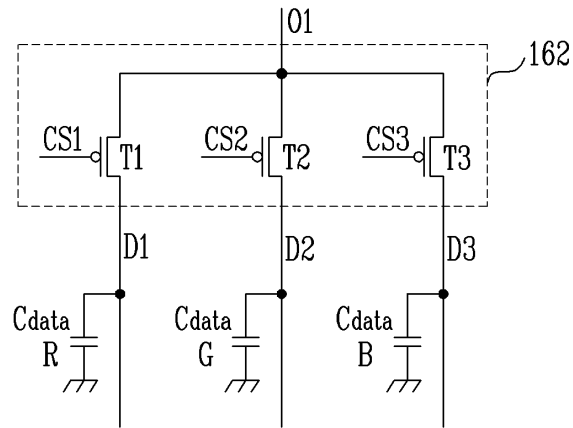 O1
162
CS1
T1
CS2
T2
CS3
T3
D1
D2
D3
Cdata
R
Cdata
G
Cdata
B